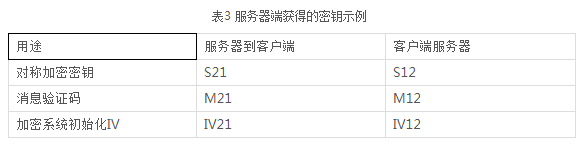 表3 服务器端获得的密钥示例
用途 服务器到客户端 客户端服务器
对称加密密钥 S21 S12
消息验证码 M21 M12
加密系统初始化IV IV21 IV12